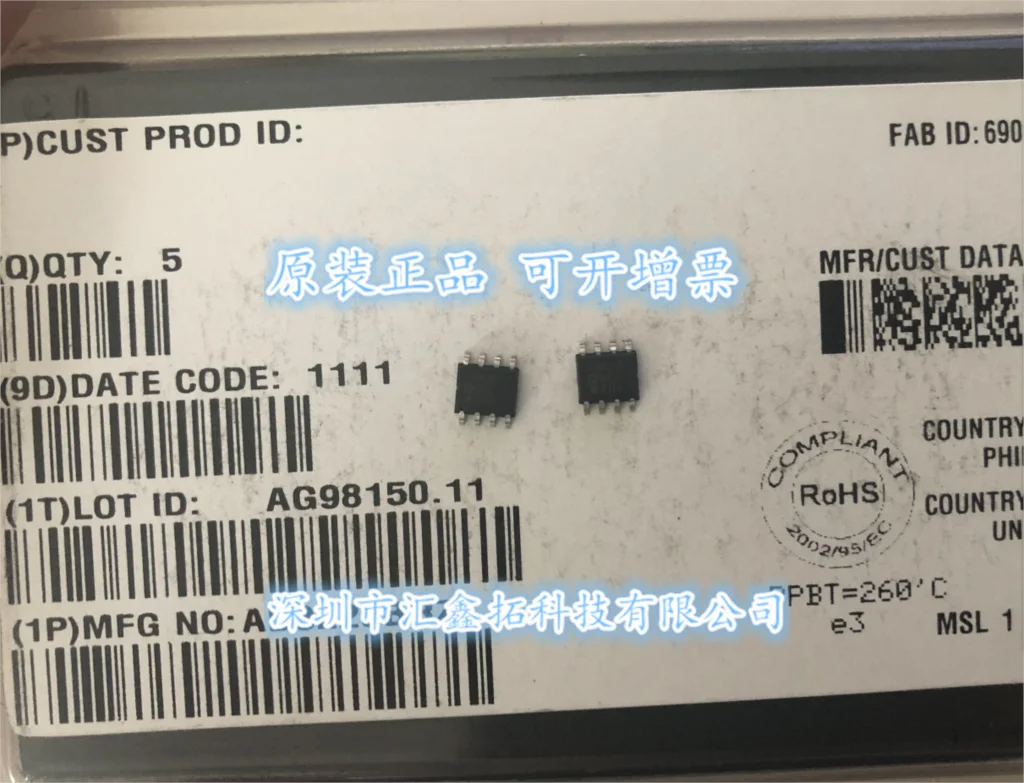 P)CUST PROD ID:
FAB ID: 690
(Q)QTY: 5
原装正品 可开增票
MFR/CUST DATA
(9D)DATE CODE: 1111
COMPLIANT
RoHS
2002/95/EC
COUNTRY
PHI
(1T)LOT ID: AG98150.11
COUNTRY
UN
PPBT=260'C
e3
MSL 1
深圳市汇鑫拓科技有限公司
(1P)MFG NO: